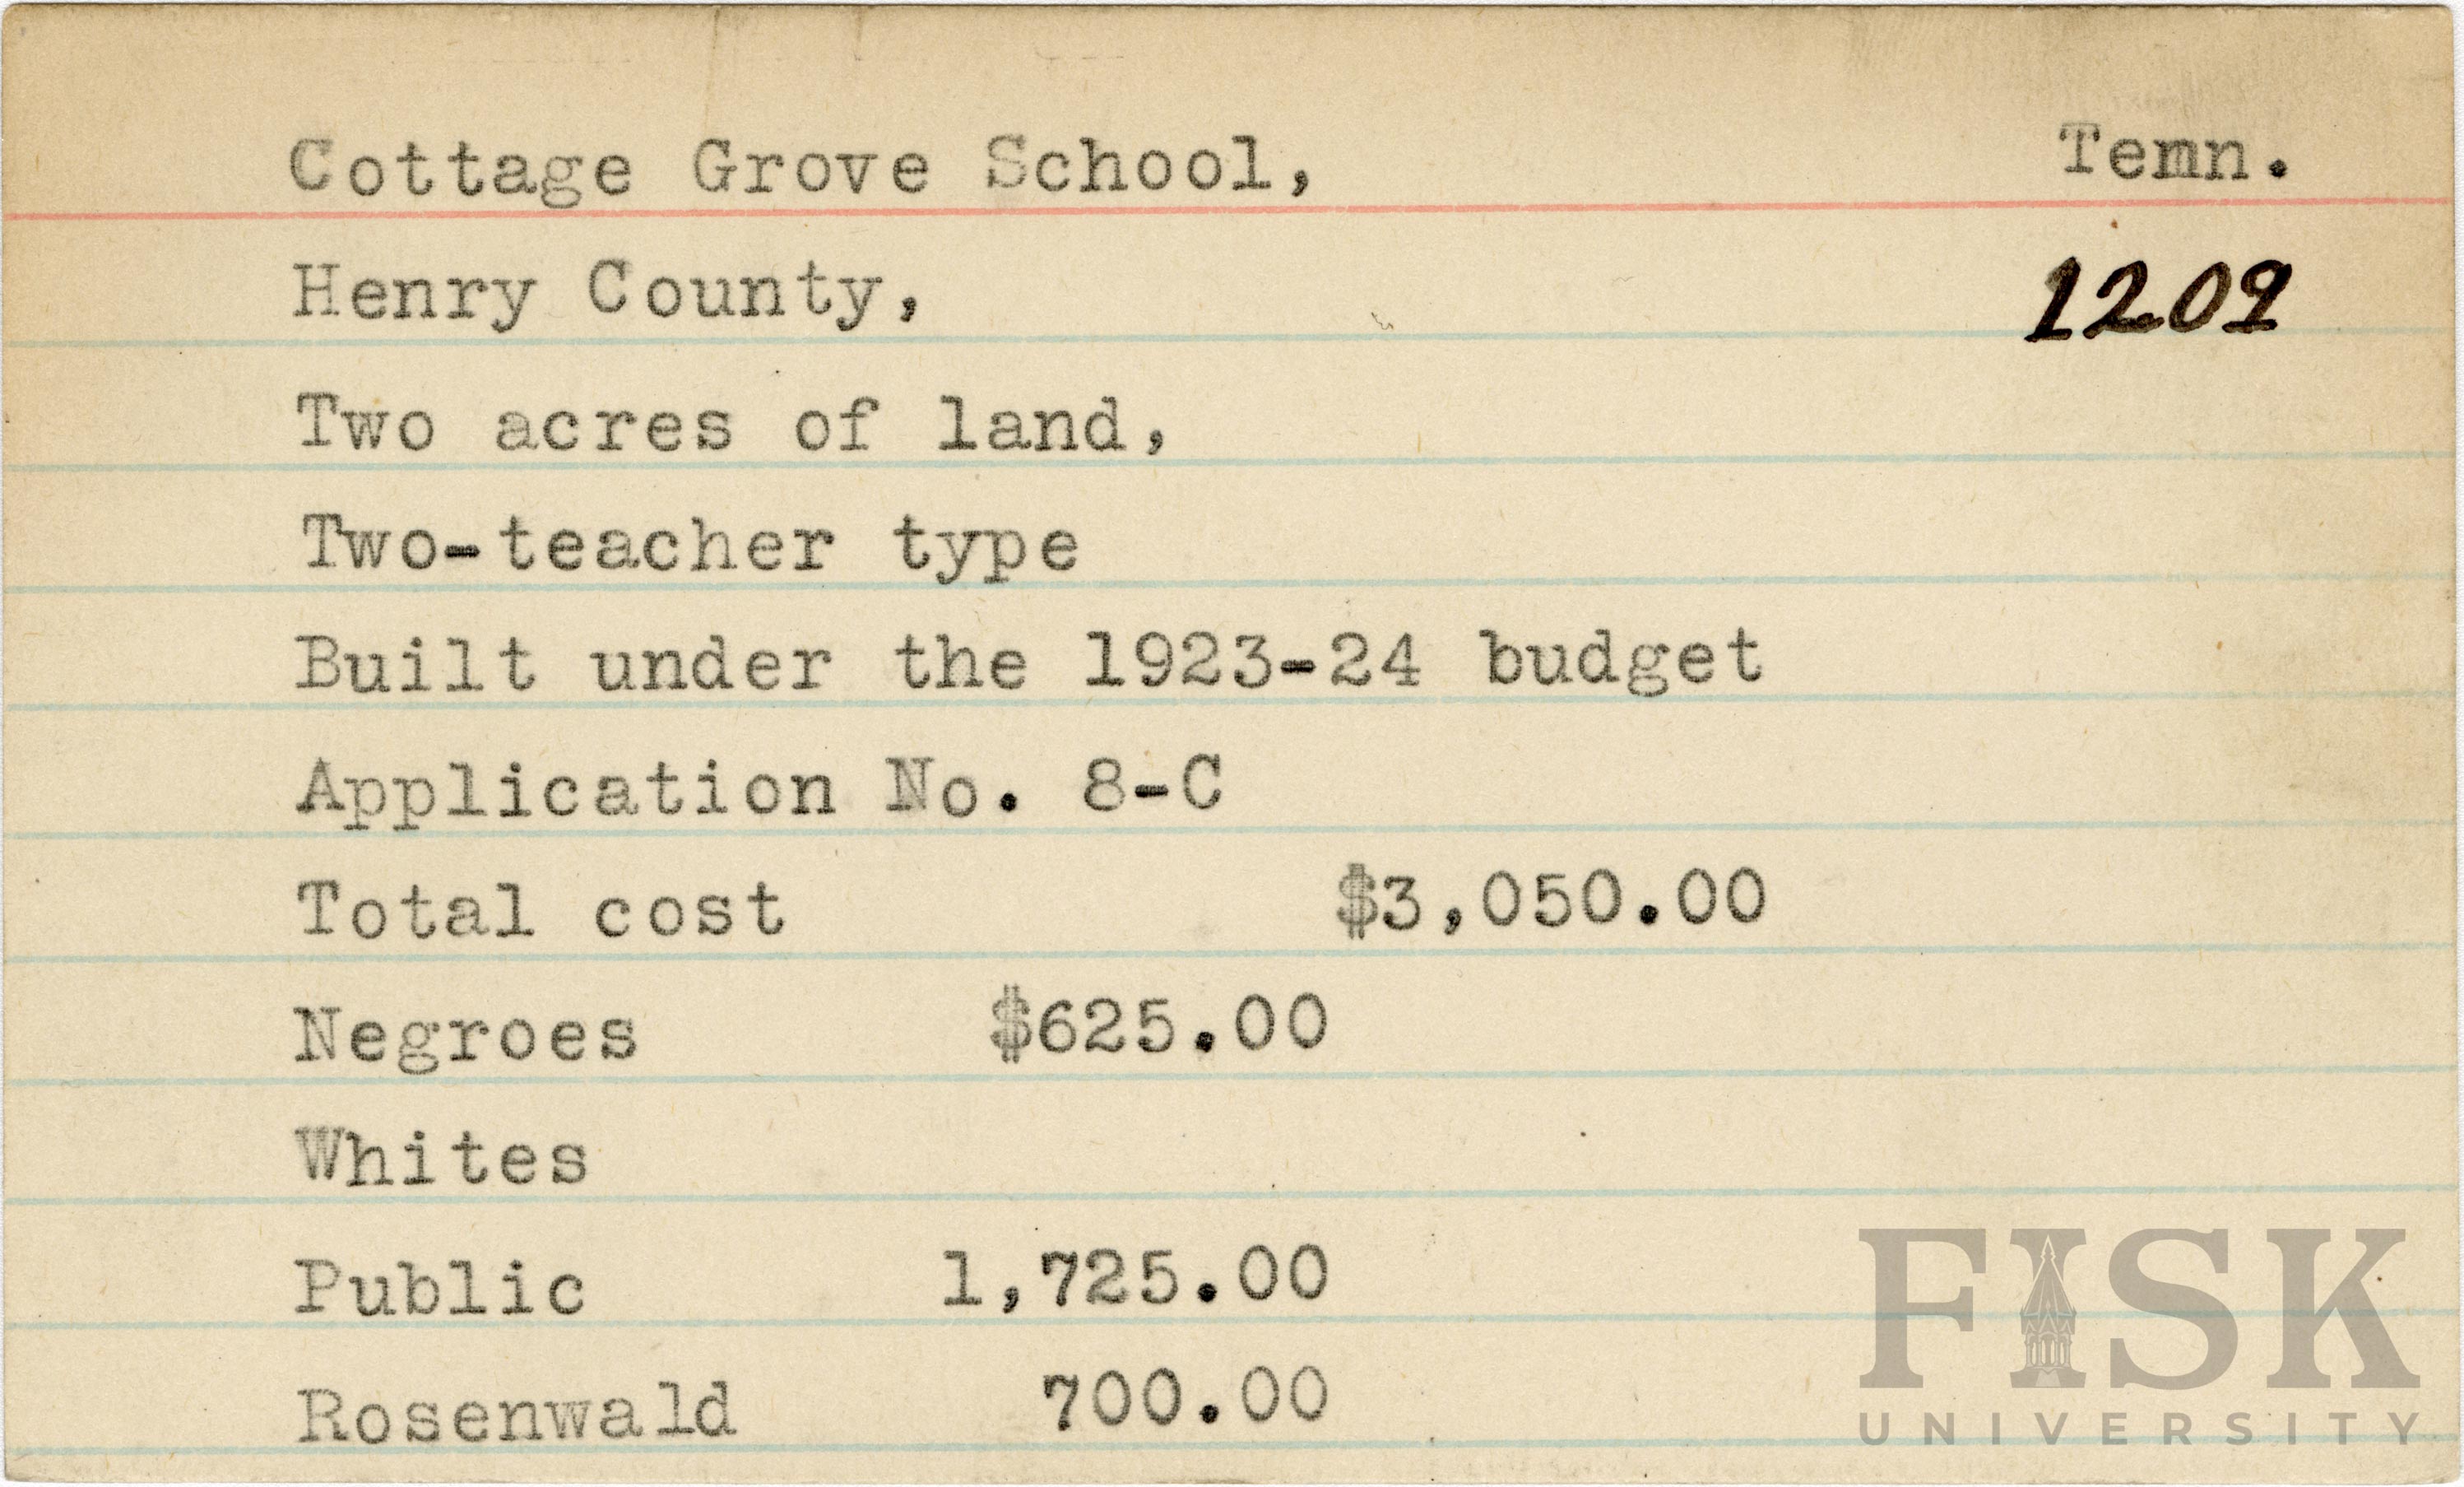 Cottage Grove School, Tenn.
Henry County, 1209
Two acres of land,
Two-teacher type
Built under the 1923-24 budget
Application No. 8-C
Total cost $3,050.00
Negroes $625.00
Whites
Public 1,725.00
Rosenwald 700.00
FISK
UNIVERSITY